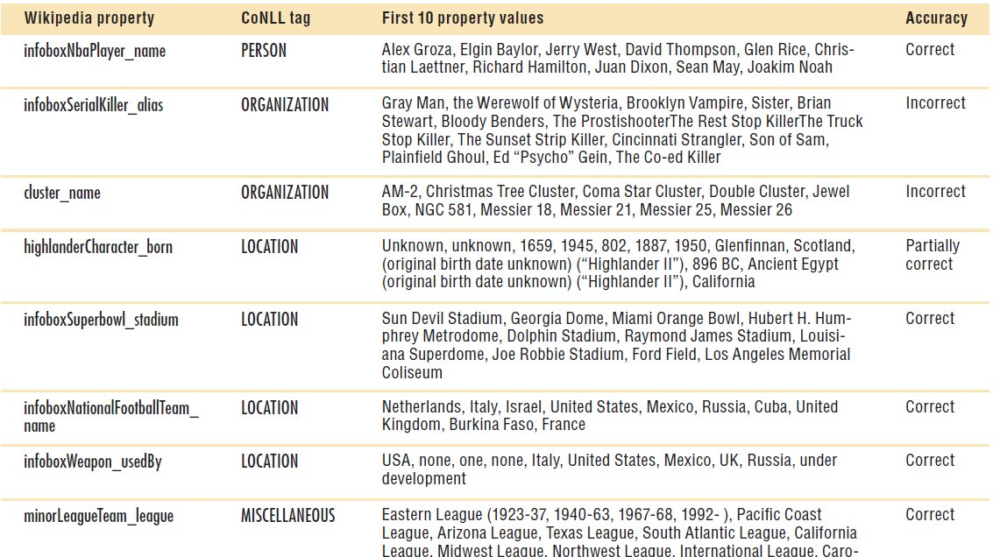 Wikipedia property CoNLL tag First 10 property values Accuracy
infoboxNbaPlayer_name PERSON Alex Groza, Elgin Baylor, Jerry West, David Thompson, Glen Rice, Chris- Correct
tian Laettner, Richard Hamilton, Juan Dixon, Sean May, Joakim Noah
infoboxSerialKiller_alias ORGANIZATION Gray Man, the Werewolf of Wysteria, Brooklyn Vampire, Sister, Brian Incorrect
Stewart, Bloody Benders, The ProstishooterThe Rest Stop KillerThe Truck
Stop Killer, The Sunset Strip Killer, Cincinnati Strangler, Son of Sam,
Plainfield Ghoul, Ed “Psycho” Gein, The Co-ed Killer
cluster_name ORGANIZATION AM-2, Christmas Tree Cluster, Coma Star Cluster, Double Cluster, Jewel Incorrect
Box, NGC 581, Messier 18, Messier 21, Messier 25, Messier 26
highlanderCharacter_born LOCATION Unknown, unknown, 1659, 1945, 802, 1887, 1950, Glenfinnan, Scotland, Partially
(original birth date unknown) (“Highlander II”), 896 BC, Ancient Egypt correct
(original birth date unknown) (“Highlander II”), California
infoboxSuperbowl_stadium LOCATION Sun Devil Stadium, Georgia Dome, Miami Orange Bowl, Hubert H. Hum- Correct
phrey Metrodome, Dolphin Stadium, Raymond James Stadium, Louisi-
ana Superdome, Joe Robbie Stadium, Ford Field, Los Angeles Memorial
Coliseum
infoboxNationalFootballTeam_ LOCATION Netherlands, Italy, Israel, United States, Mexico, Russia, Cuba, United Correct
name Kingdom, Burkina Faso, France
infoboxWeapon_usedBy LOCATION USA, none, one, none, Italy, United States, Mexico, UK, Russia, under Correct
development
minorLeagueTeam_league MISCELLANEOUS Eastern League (1923-37, 1940-63, 1967-68, 1992- ), Pacific Coast Correct
League, Arizona League, Texas League, South Atlantic League, California
League, Midwest League, Northwest League, International League, Caro-